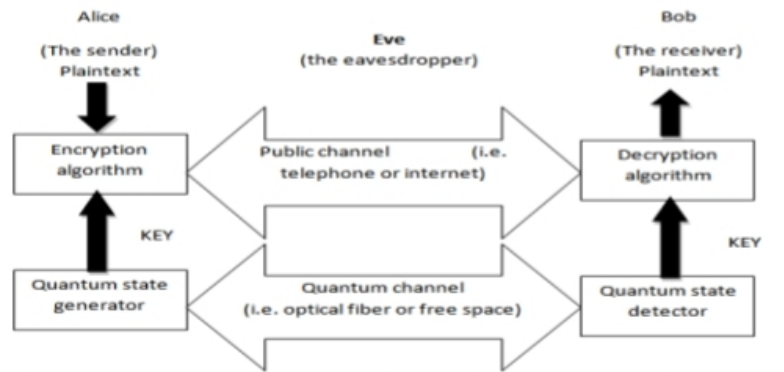 Alice
(The sender)
Plaintext
Eve
(the eavesdropper)
Bob
(The receiver)
Plaintext
Encryption
algorithm
Public channel (i.e.
telephone or internet)
Decryption
algorithm
KEY
KEY
Quantum state
generator
Quantum channel
(i.e. optical fiber or free space)
Quantum state
detector